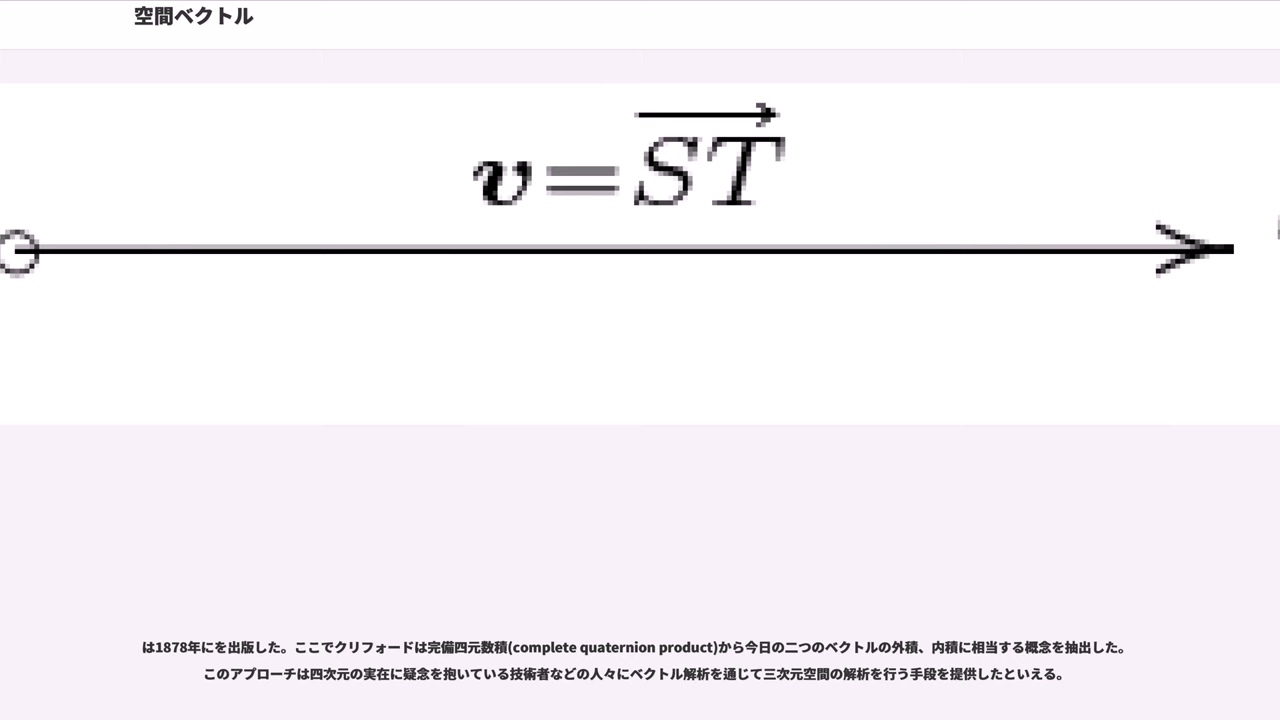 空間ベクトル
v=ST
は1878年にを出版した。ここでクリフォードは完備四元数積(complete quaternion product)から今日の二つのベクトルの外積、内積に相当する概念を抽出した。
このアプローチは四次元の実在に疑念を抱いている技術者などの人々にベクトル解析を通じて三次元空間の解析を行う手段を提供したといえる。